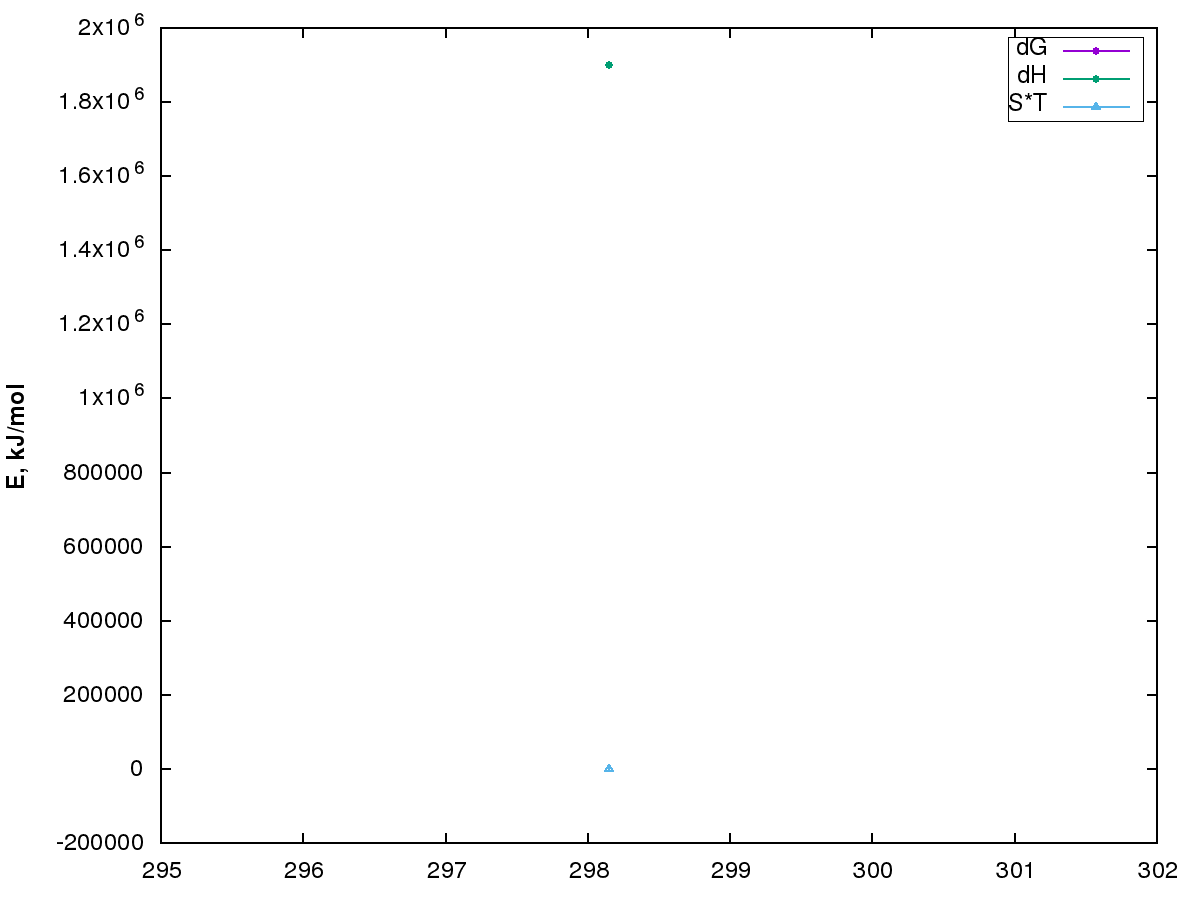 2x10^6
1.8x10^6
1.6x10^6
1.4x10^6
1.2x10^6
1x10^6
800000
600000
400000
200000
0
-200000
E, kJ/mol
295 296 297 298 299 300 301 302
dG
dH
S*T